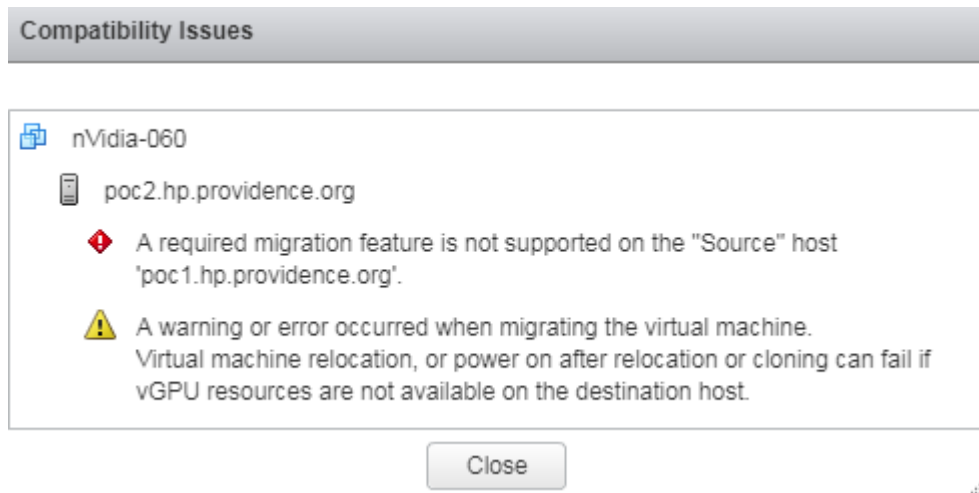 Compatibility Issues
nVidia-060
poc2.hp.providence.org
A required migration feature is not supported on the "Source" host
'poc1.hp.providence.org'.
A warning or error occurred when migrating the virtual machine.
Virtual machine relocation, or power on after relocation or cloning can fail if
vGPU resources are not available on the destination host.
Close